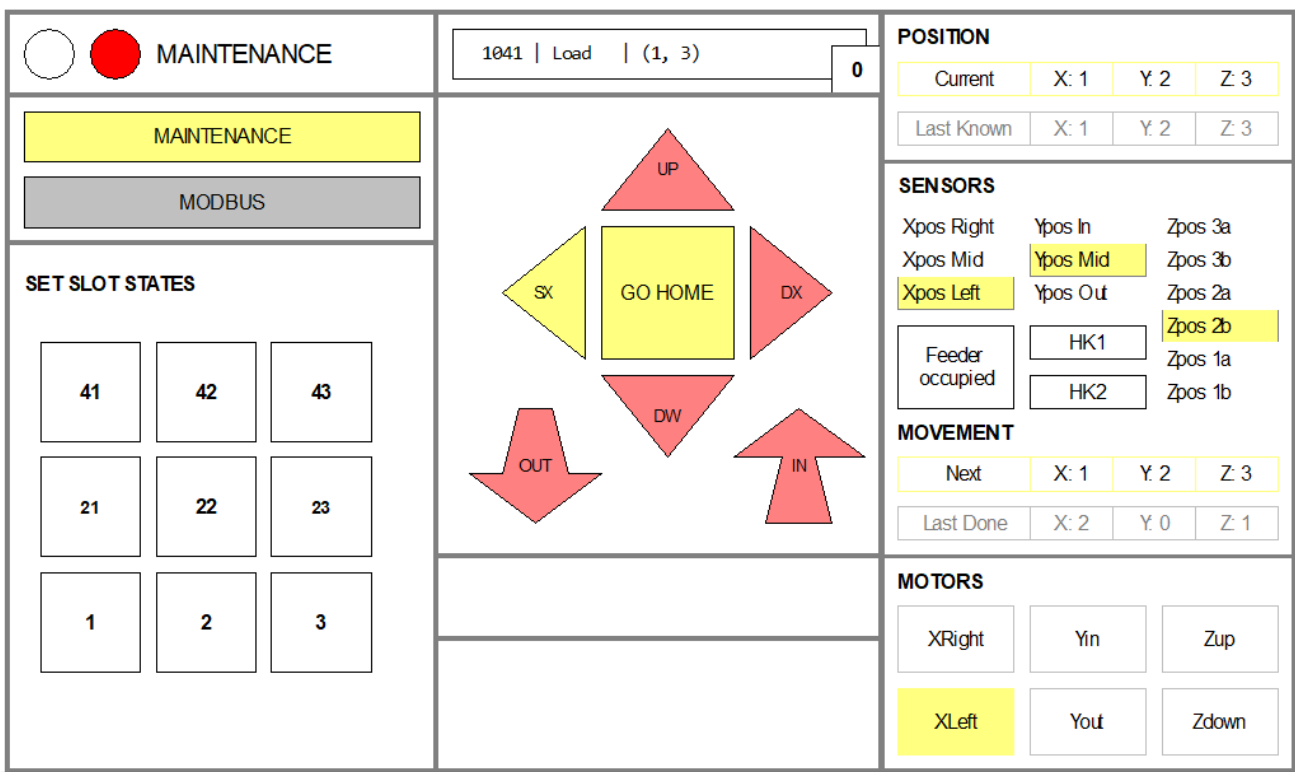 MAINTENANCE
MAINTENANCE
MODBUS
SET SLOT STATES
41 42 43
21 22 23
1 2 3
1041 | Load | (1, 3)
0
UP
SX GO HOME DX
DW
OUT IN
POSITION
Current X: 1 Y: 2 Z: 3
Last Known X: 1 Y: 2 Z: 3
SENSORS
Xpos Right Ypos In Zpos 3a
Xpos Mid Ypos Mid Zpos 3b
Xpos Left Ypos Out Zpos 2a
Zpos 2b
Feeder
occupied
HK1
Zpos 1a
HK2
Zpos 1b
MOVEMENT
Next X: 1 Y: 2 Z: 3
Last Done X: 2 Y: 0 Z: 1
MOTORS
XRight Yin Zup
XLeft Yout Zdown